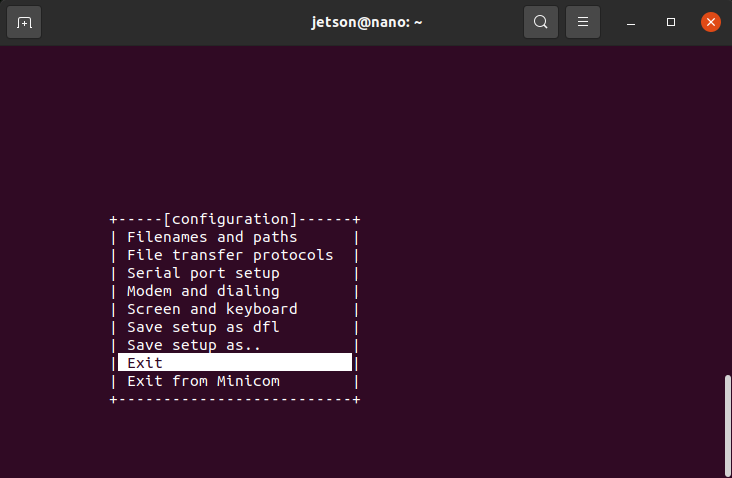 jetson@nano: ~
+-----[configuration]------+
| Filenames and paths      |
| File transfer protocols  |
| Serial port setup        |
| Modem and dialing        |
| Screen and keyboard      |
| Save setup as dfl        |
| Save setup as..          |
| Exit                     |
| Exit from Minicom        |
+--------------------------+